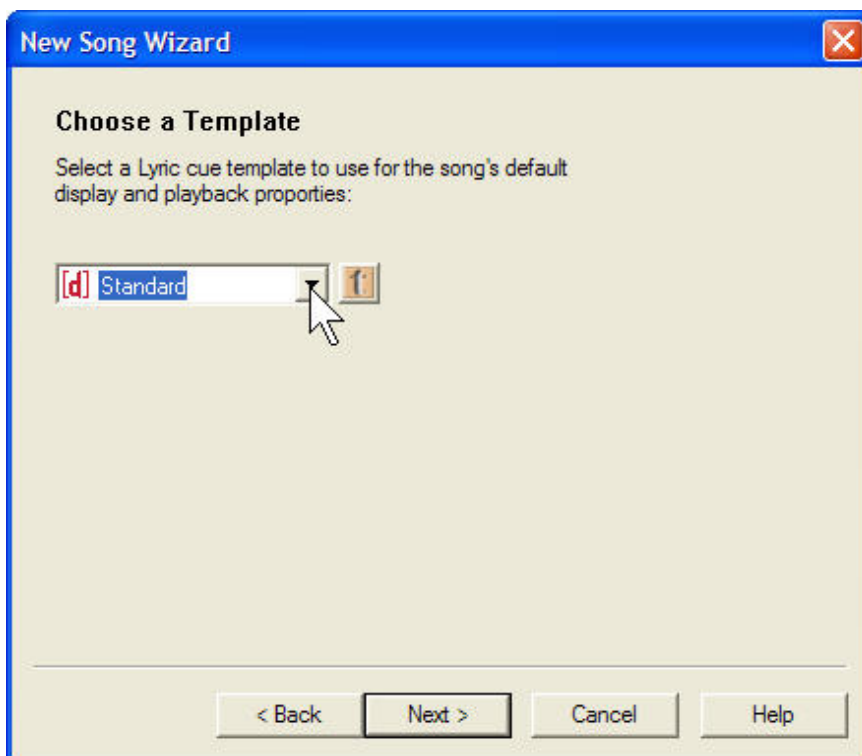 New Song Wizard
Choose a Template
Select a Lyric cue template to use for the song's default
display and playback proporties:
[d] Standard
< Back Next > Cancel Help